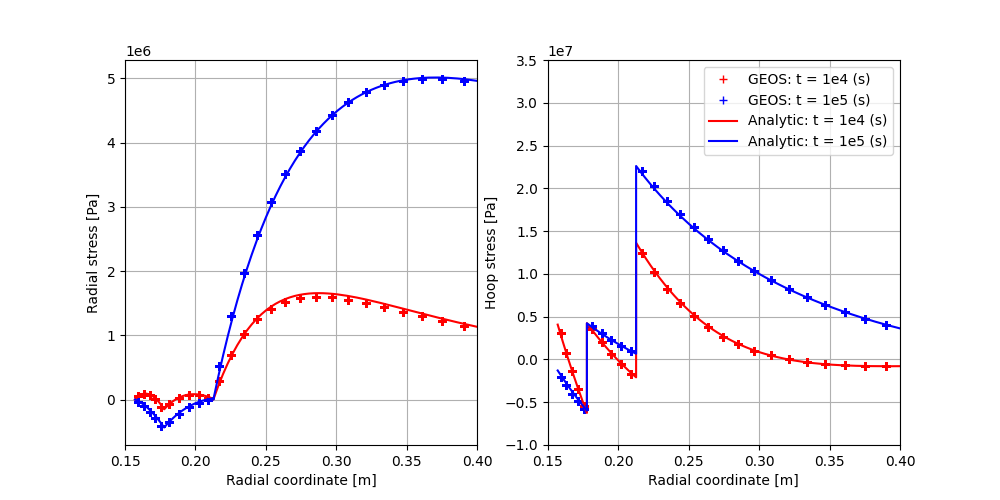 1e6
5
4
3
2
1
0
Radial stress [Pa]
0.15 0.20 0.25 0.30 0.35 0.40
Radial coordinate [m]
1e7
3.5
3.0
2.5
2.0
1.5
1.0
0.5
0.0
−0.5
−1.0
Hoop stress [Pa]
0.15 0.20 0.25 0.30 0.35 0.40
Radial coordinate [m]
GEOS: t = 1e4 (s)
GEOS: t = 1e5 (s)
Analytic: t = 1e4 (s)
Analytic: t = 1e5 (s)